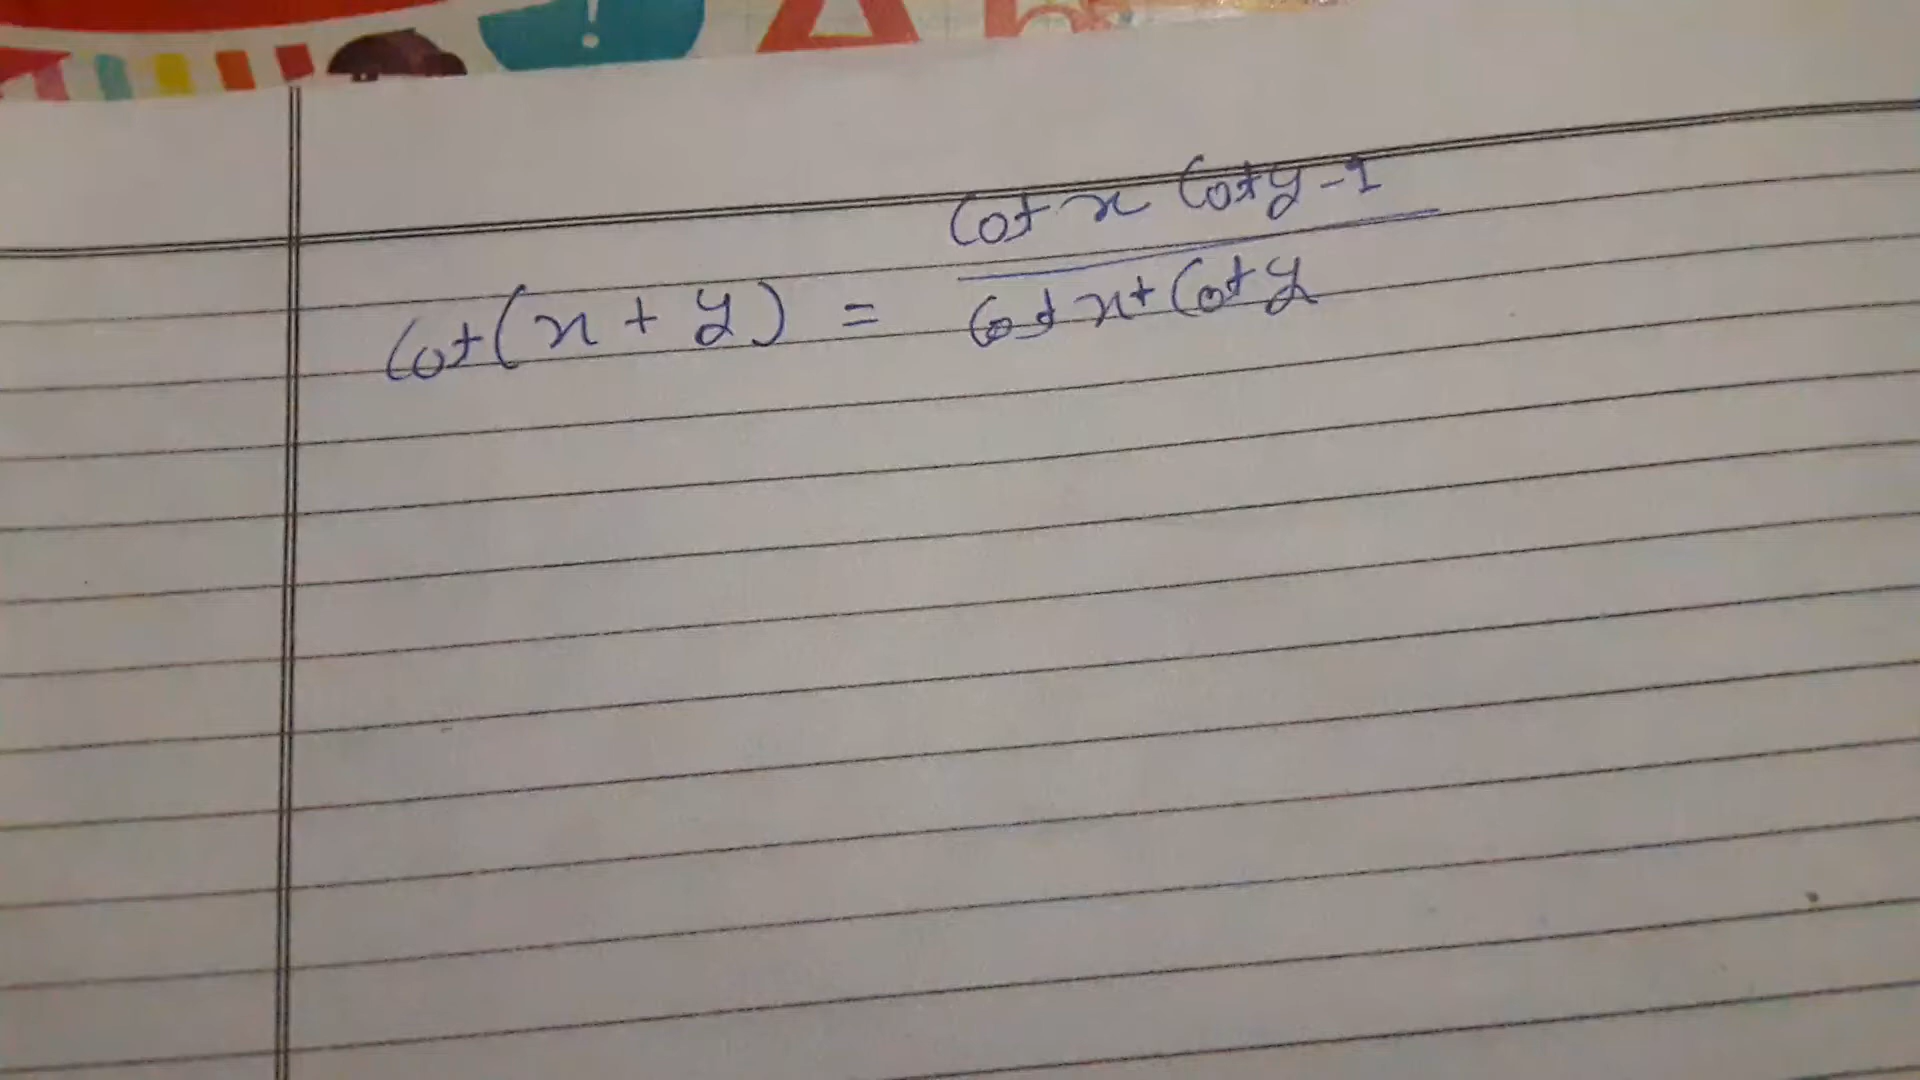 cot x cot y - 1
cot(x + y) = cot x + cot y